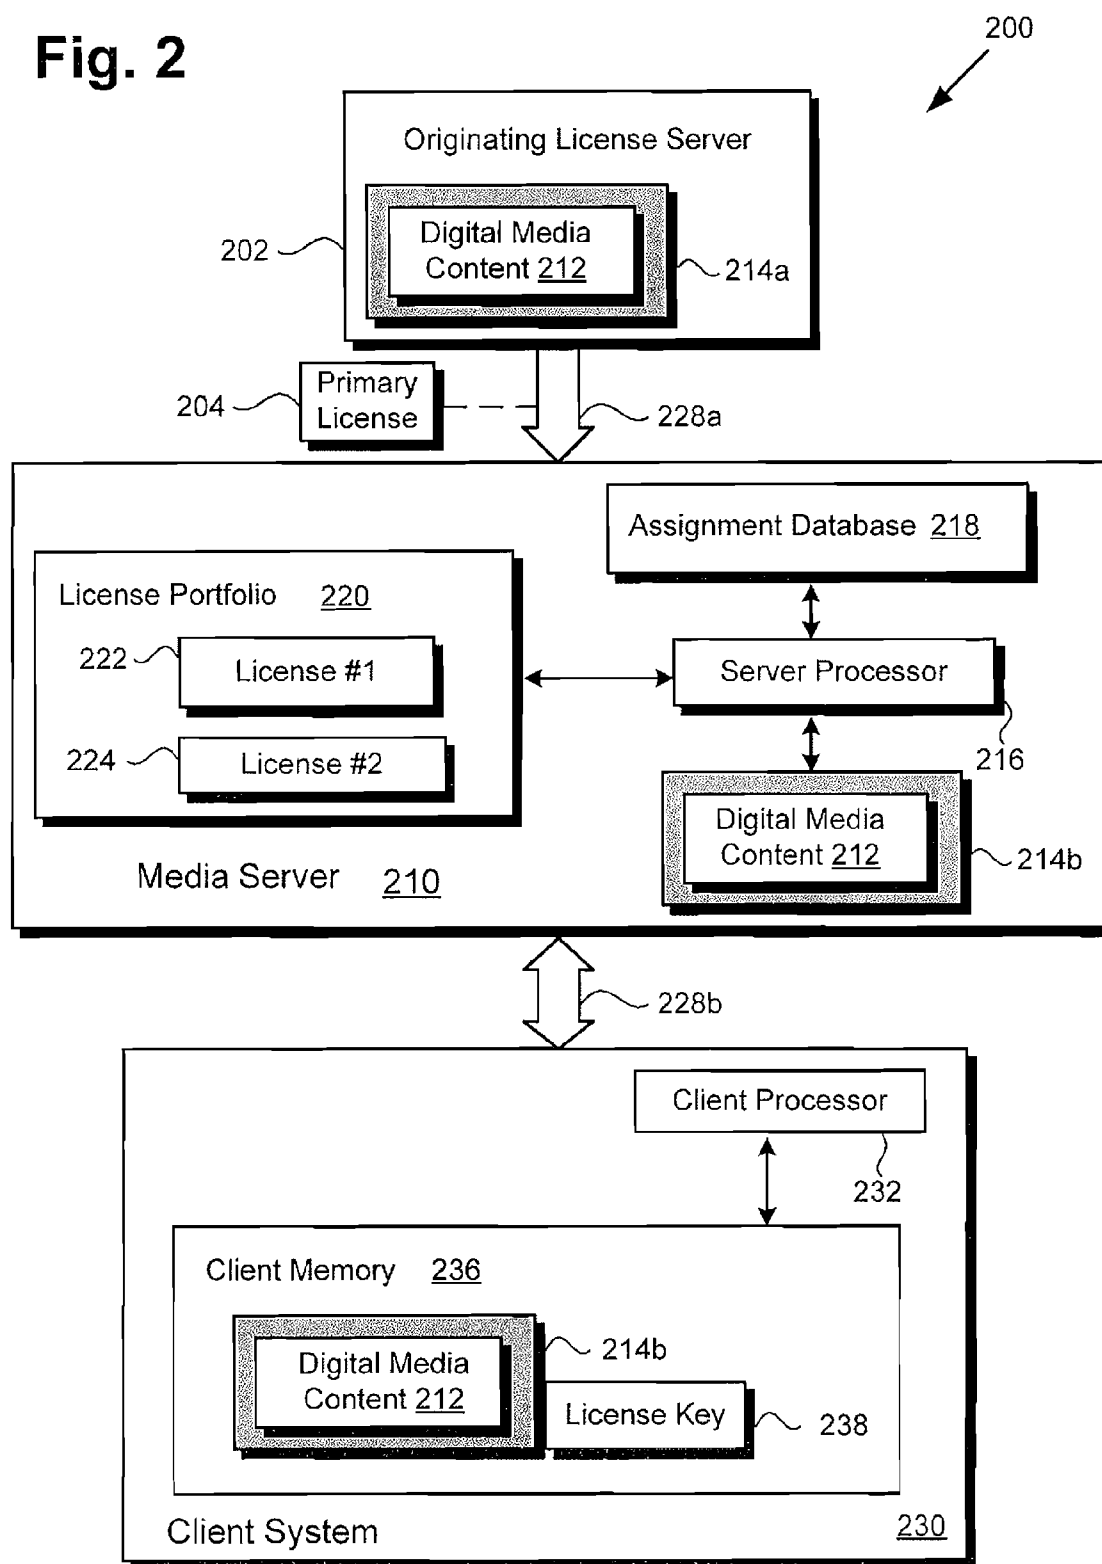 Fig. 2
200
Originating License Server
Digital Media
Content 212
202
214a
Primary
License
204
228a
Assignment Database 218
License Portfolio 220
222
License #1
Server Processor
224
License #2
216
Digital Media
Content 212
214b
Media Server 210
228b
Client Processor
232
Client Memory 236
Digital Media
Content 212
214b
License Key
238
Client System
230